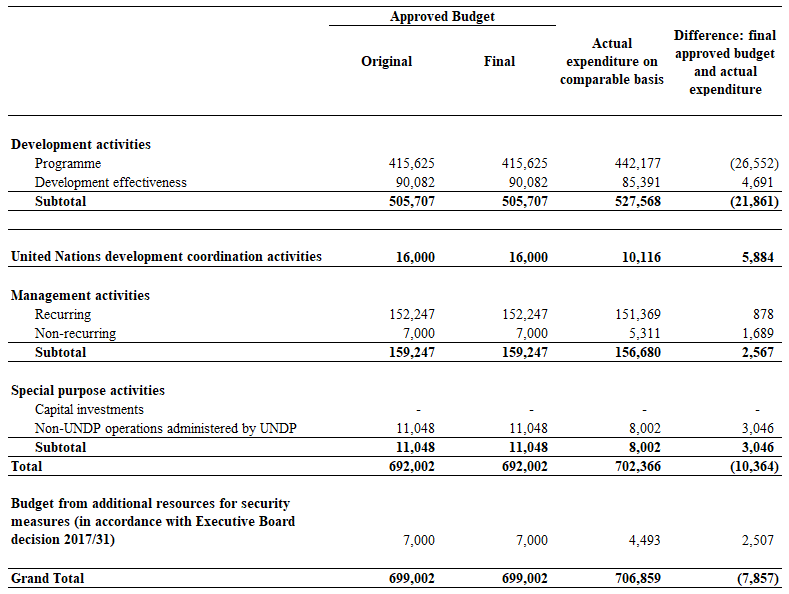 Approved Budget
Original Final Actual expenditure on comparable basis Difference: final approved budget and actual expenditure
Development activities
Programme 415,625 415,625 442,177 (26,552)
Development effectiveness 90,082 90,082 85,391 4,691
Subtotal 505,707 505,707 527,568 (21,861)
United Nations development coordination activities 16,000 16,000 10,116 5,884
Management activities
Recurring 152,247 152,247 151,369 878
Non-recurring 7,000 7,000 5,311 1,689
Subtotal 159,247 159,247 156,680 2,567
Special purpose activities
Capital investments - - - -
Non-UNDP operations administered by UNDP 11,048 11,048 8,002 3,046
Subtotal 11,048 11,048 8,002 3,046
Total 692,002 692,002 702,366 (10,364)
Budget from additional resources for security
measures (in accordance with Executive Board
decision 2017/31) 7,000 7,000 4,493 2,507
Grand Total 699,002 699,002 706,859 (7,857)